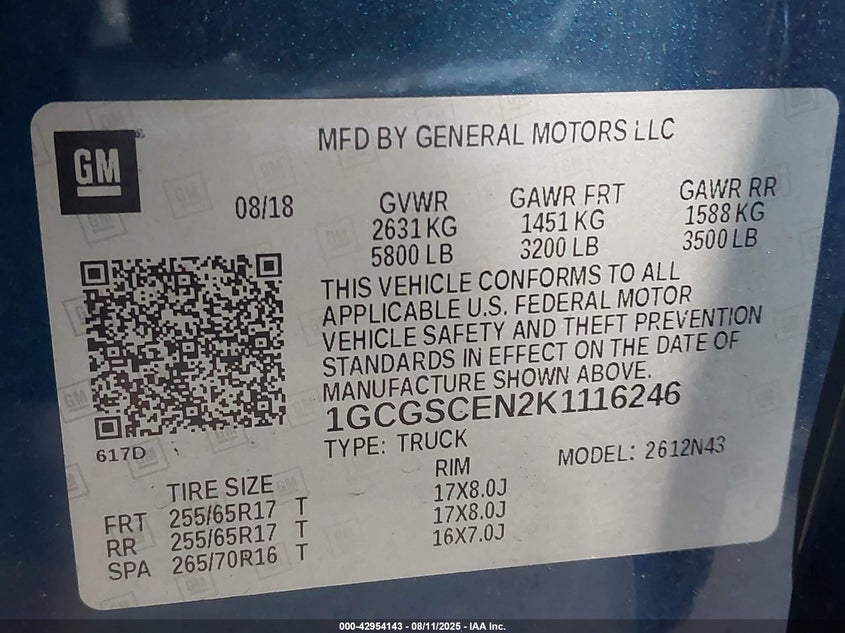 GM
MFD BY GENERAL MOTORS LLC
08/18
GVWR
2631 KG
5800 LB
GAWR FRT
1451 KG
3200 LB
GAWR RR
1588 KG
3500 LB
THIS VEHICLE CONFORMS TO ALL
APPLICABLE U.S. FEDERAL MOTOR
VEHICLE SAFETY AND THEFT PREVENTION
STANDARDS IN EFFECT ON THE DATE OF
MANUFACTURE SHOWN ABOVE.
1GCGSCEN2K1116246
617D
TYPE: TRUCK
MODEL: 2612N43
TIRE SIZE RIM
FRT 255/65R17 T 17X8.0J
RR 255/65R17 T 17X8.0J
SPA 265/70R16 T 16X7.0J
000-42954143 - 08/11/2025 - IAA Inc.